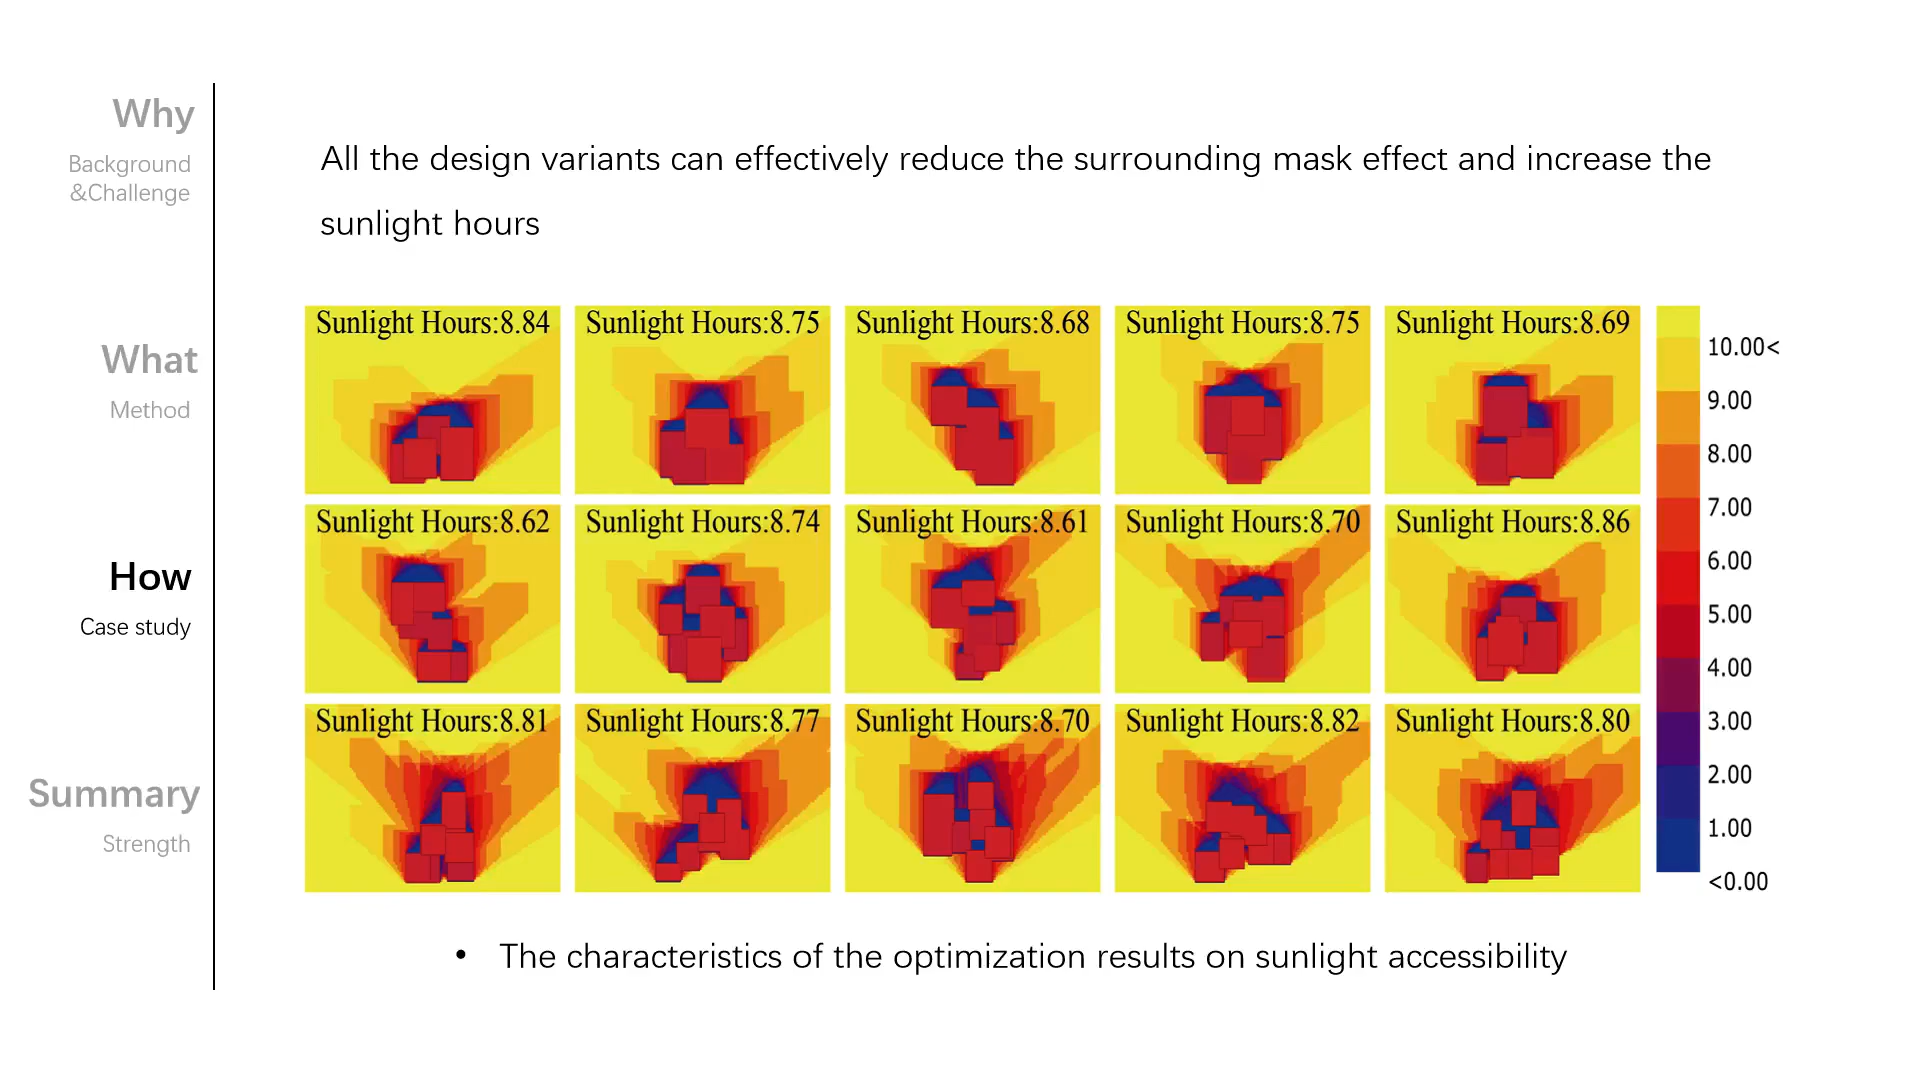 Why
Background
&Challenge
What
Method
How
Case study
Summary
Strength
All the design variants can effectively reduce the surrounding mask effect and increase the
sunlight hours
Sunlight Hours:8.84
Sunlight Hours:8.75
Sunlight Hours:8.68
Sunlight Hours:8.75
Sunlight Hours:8.69
Sunlight Hours:8.62
Sunlight Hours:8.74
Sunlight Hours:8.61
Sunlight Hours:8.70
Sunlight Hours:8.86
Sunlight Hours:8.81
Sunlight Hours:8.77
Sunlight Hours:8.70
Sunlight Hours:8.82
Sunlight Hours:8.80
10.00<
9.00
8.00
7.00
6.00
5.00
4.00
3.00
2.00
1.00
<0.00
• The characteristics of the optimization results on sunlight accessibility